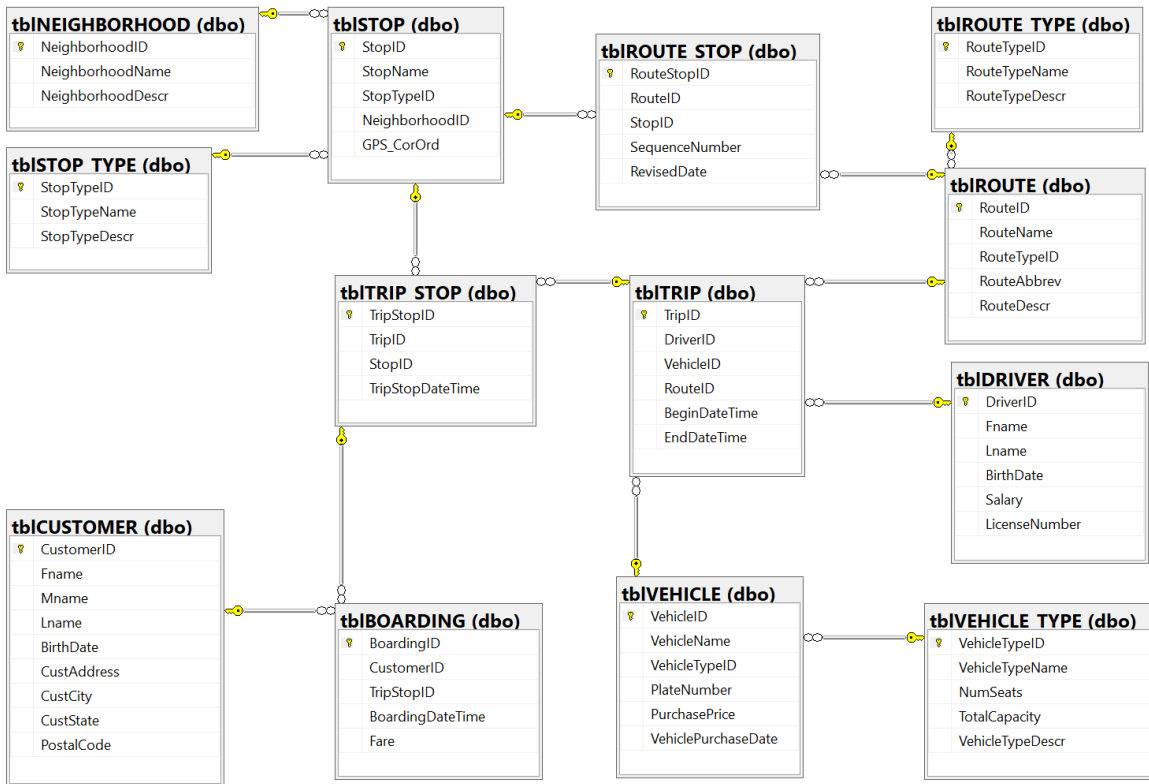 tblNEIGHBORHOOD (dbo)
NeighborhoodID
NeighborhoodName
NeighborhoodDescr
tblSTOP (dbo)
StopID
StopName
StopTypeID
NeighborhoodID
GPS_CorOrd
tblROUTE_STOP (dbo)
RouteStopID
RouteID
StopID
SequenceNumber
RevisedDate
tblROUTE_TYPE (dbo)
RouteTypeID
RouteTypeName
RouteTypeDescr
tblSTOP_TYPE (dbo)
StopTypeID
StopTypeName
StopTypeDescr
tblROUTE (dbo)
RouteID
RouteName
RouteTypeID
RouteAbbrev
RouteDescr
tblTRIP_STOP (dbo)
TripStopID
TripID
StopID
TripStopDateTime
tblTRIP (dbo)
TripID
DriverID
VehicleID
RouteID
BeginDateTime
EndDateTime
tblDRIVER (dbo)
DriverID
Fname
Lname
BirthDate
Salary
LicenseNumber
tblCUSTOMER (dbo)
CustomerID
Fname
Mname
Lname
BirthDate
CustAddress
CustCity
CustState
PostalCode
tblBOARDING (dbo)
BoardingID
CustomerID
TripStopID
BoardingDateTime
Fare
tblVEHICLE (dbo)
VehicleID
VehicleName
VehicleTypeID
PlateNumber
PurchasePrice
VehiclePurchaseDate
tblVEHICLE_TYPE (dbo)
VehicleTypeID
VehicleTypeName
NumSeats
TotalCapacity
VehicleTypeDescr